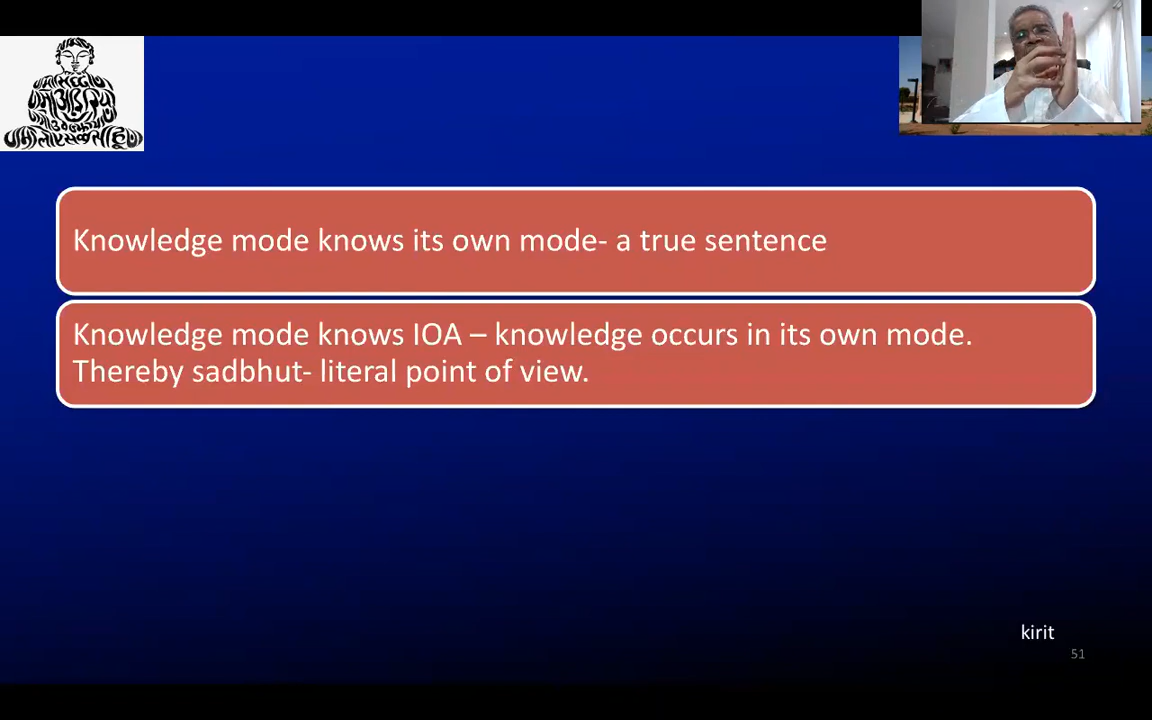 Knowledge mode knows its own mode- a true sentence
Knowledge mode knows IOA – knowledge occurs in its own mode.
Thereby sadbhut- literal point of view.
kirit
51